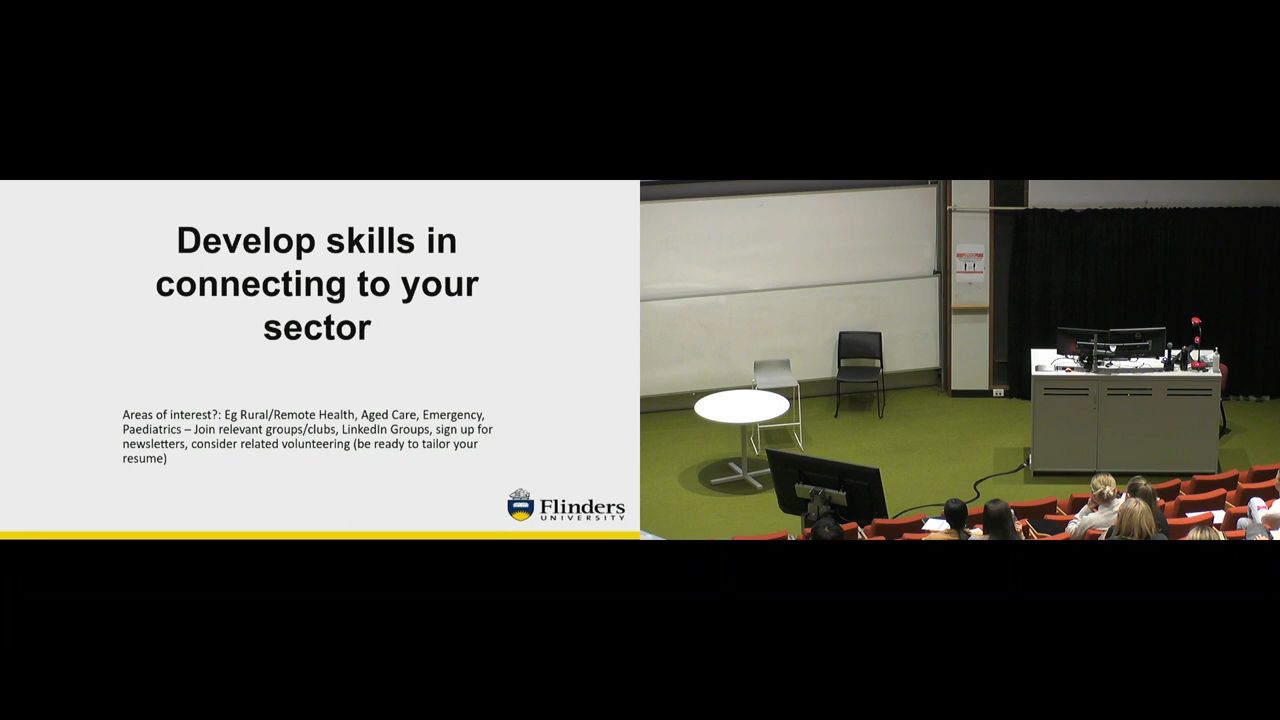 Develop skills in
connecting to your
sector
Areas of interest?: Eg Rural/Remote Health, Aged Care, Emergency,
Paediatrics – Join relevant groups/clubs, LinkedIn Groups, sign up for
newsletters, consider related volunteering (be ready to tailor your
resume)
Flinders
UNIVERSITY